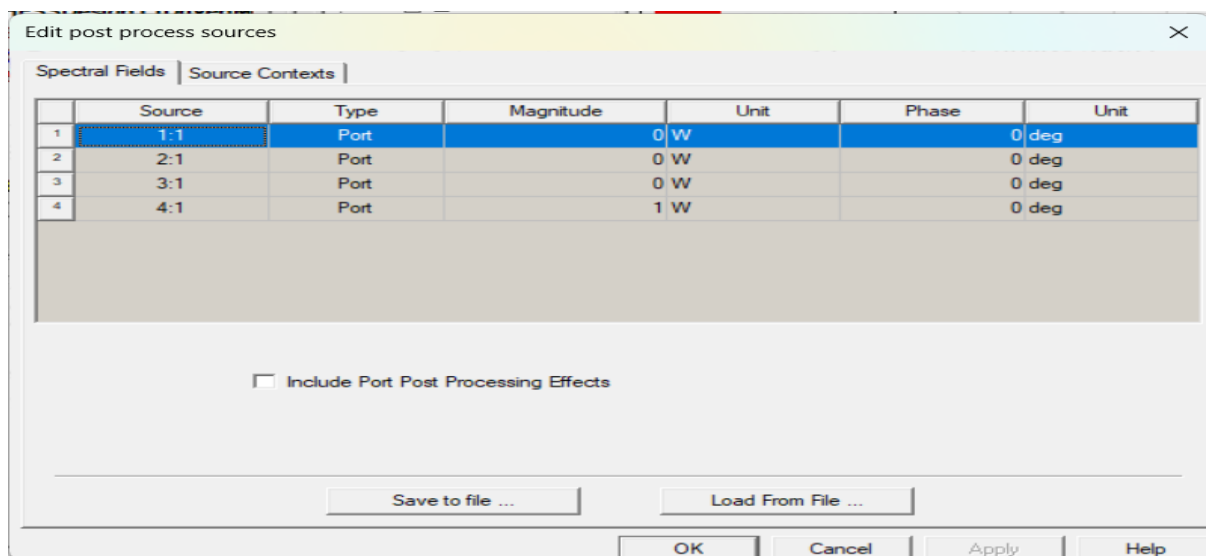 Edit post process sources
Spectral Fields Source Contexts
Source Type Magnitude Unit Phase Unit
1 1:1 Port 0 W 0 deg
2 2:1 Port 0 W 0 deg
3 3:1 Port 0 W 0 deg
4 4:1 Port 1 W 0 deg
Include Port Post Processing Effects
Save to file ... Load From File ...
OK Cancel Apply Help